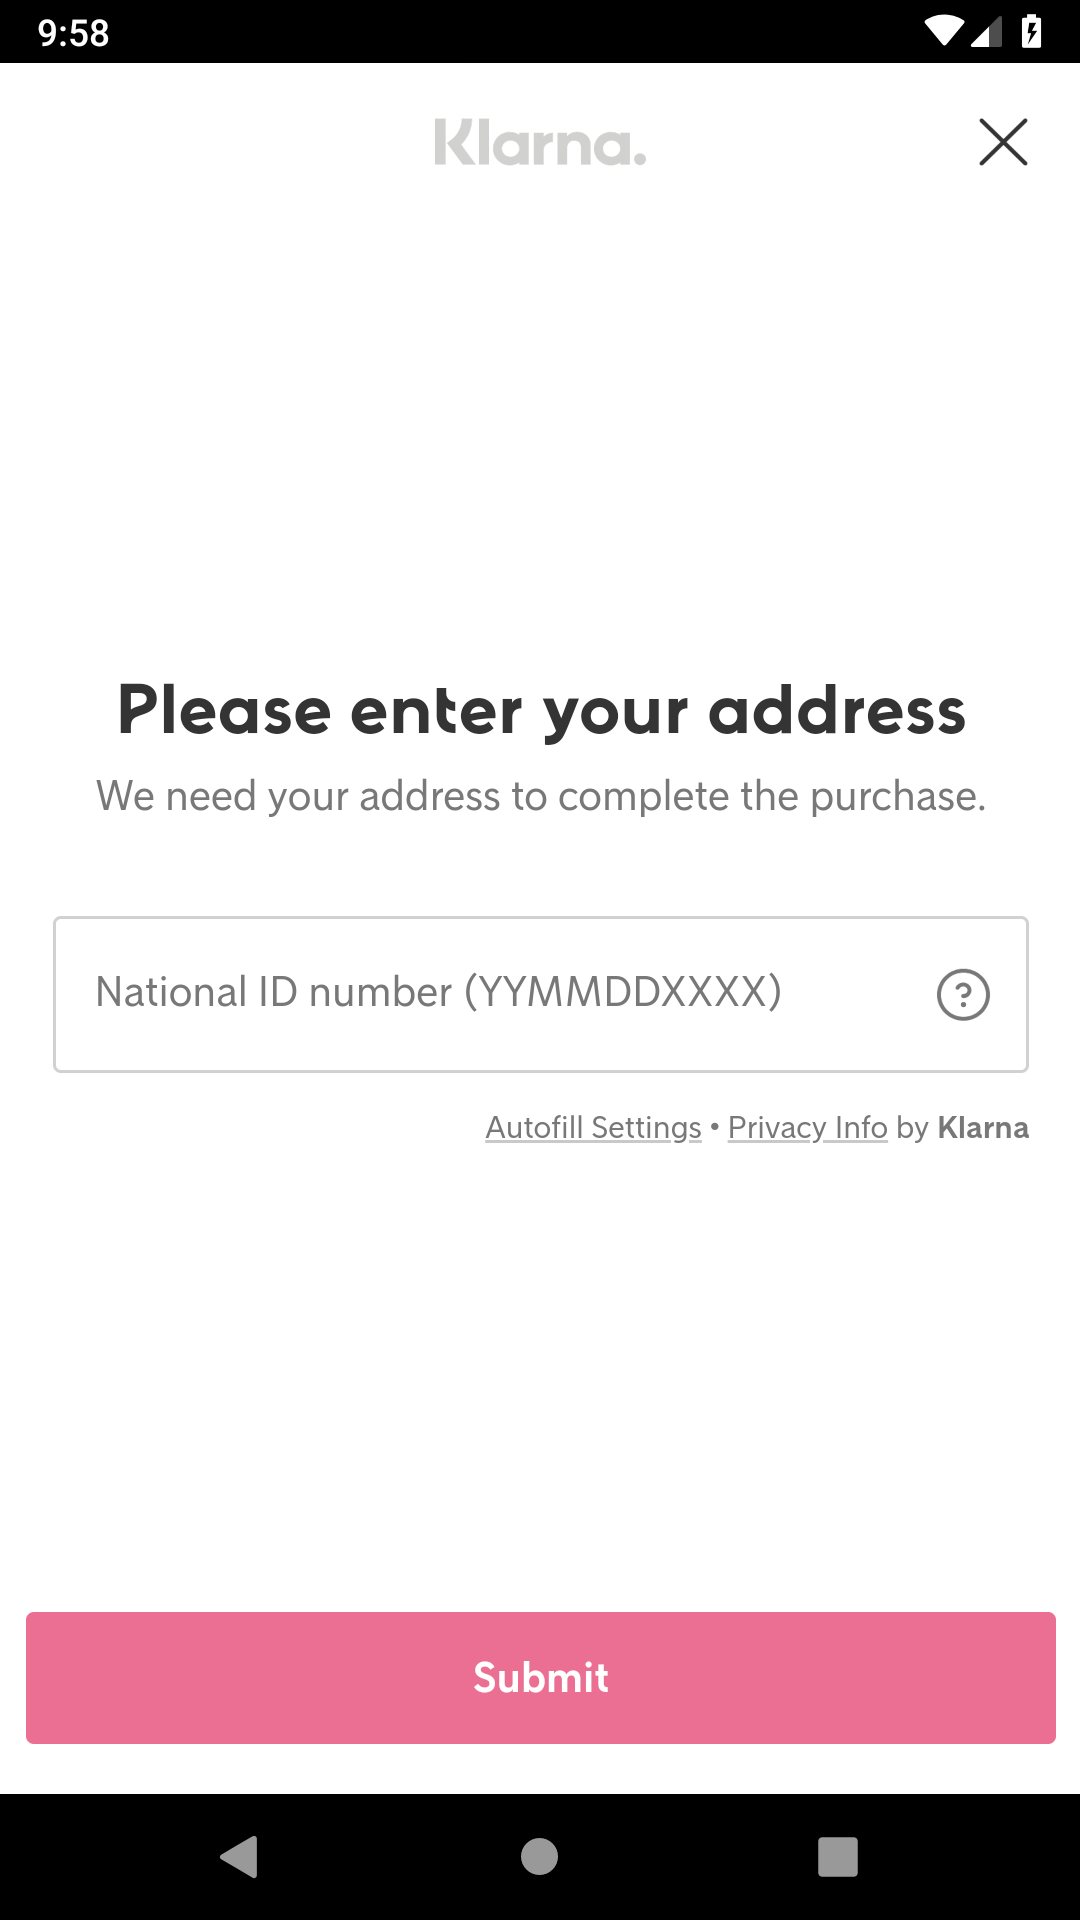 9:58
Klarna.
Please enter your address
We need your address to complete the purchase.
National ID number (YYMMDDXXXX)
?
Autofill Settings • Privacy Info by Klarna
Submit